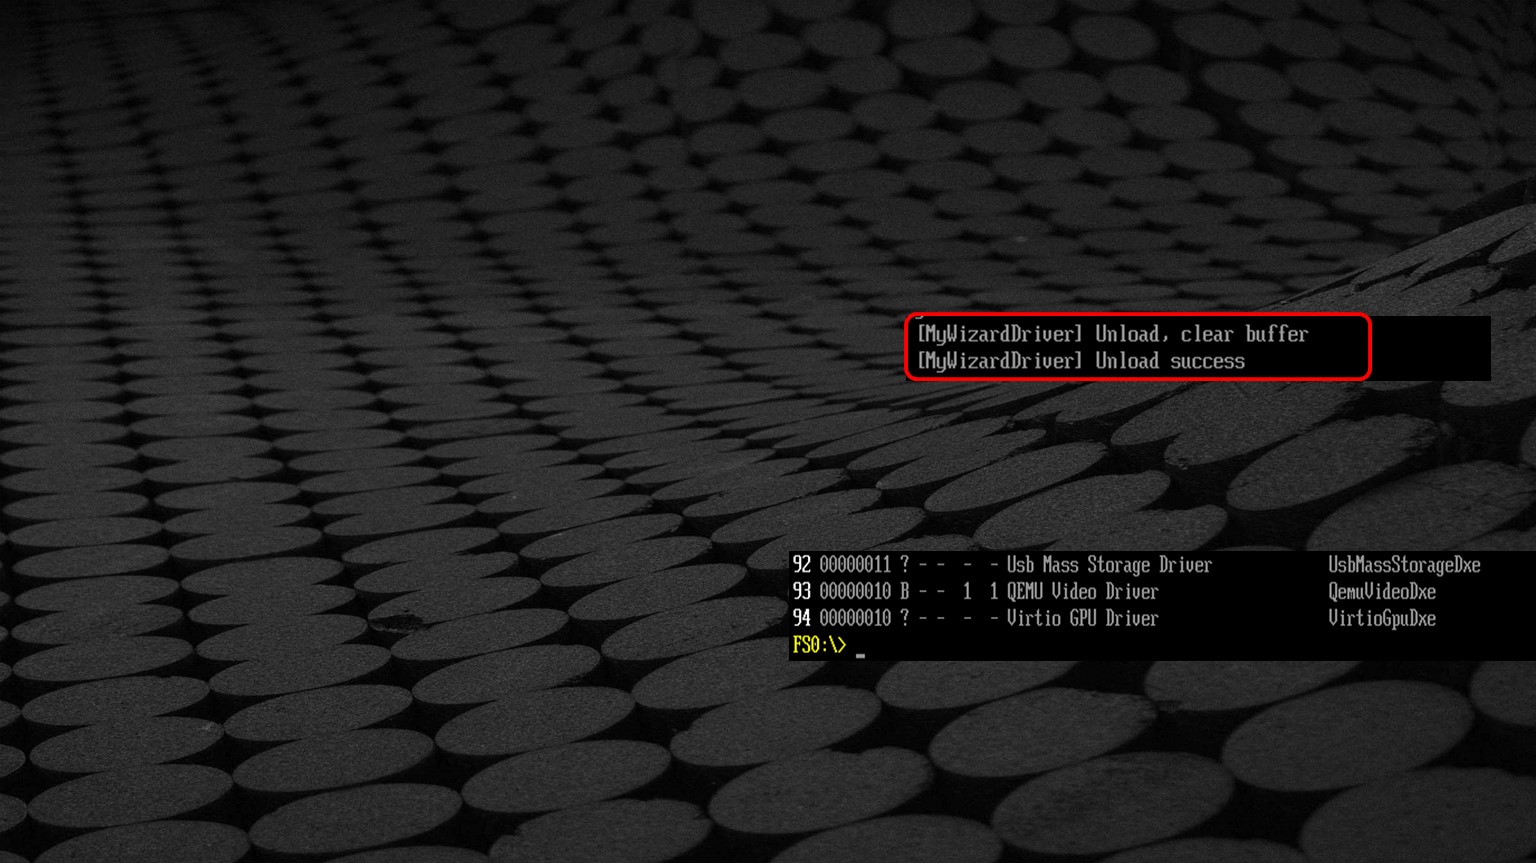 [MyWizardDriver] Unload, clear buffer
[MyWizardDriver] Unload success
92 00000011 ? - - - - Usb Mass Storage Driver UsbMassStorageDxe
93 00000010 B - - 1 1 QEMU Video Driver QemuVideoDxe
94 00000010 ? - - - - Virtio GPU Driver VirtioGpuDxe
FS0:\> _